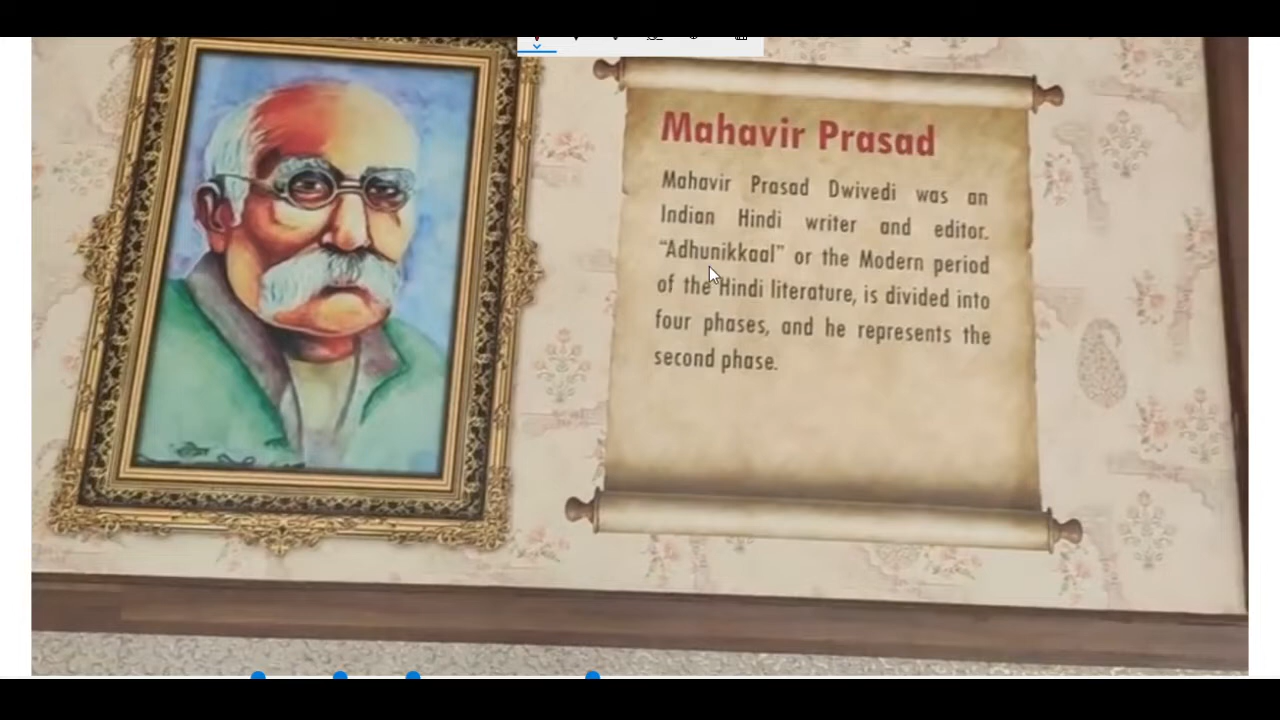 Mahavir Prasad
Mahavir Prasad Dwivedi was an
Indian Hindi writer and editor.
“Adhunikkaal” or the Modern period
of the Hindi literature, is divided into
four phases, and he represents the
second phase.